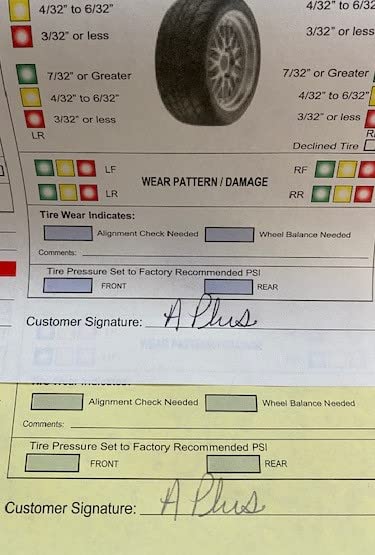 4/32" to 6/32"
4/32" to 6/32
3/32" or less
3/32" or less
7/32" or Greater
7/32" or Greater
4/32" to 6/32"
4/32" to 6/32"
3/32" or less
3/32" or less
LR
Declined Tire
LF
WEAR PATTERN / DAMAGE
RF
LR
RR
Tire Wear Indicates:
Alignment Check Needed
Wheel Balance Needed
Comments:
Tire Pressure Set to Factory Recommended PSI
FRONT
REAR
Customer Signature: A Plus
Alignment Check Needed
Wheel Balance Needed
Comments:
Tire Pressure Set to Factory Recommended PSI
FRONT
REAR
Customer Signature: A Plus